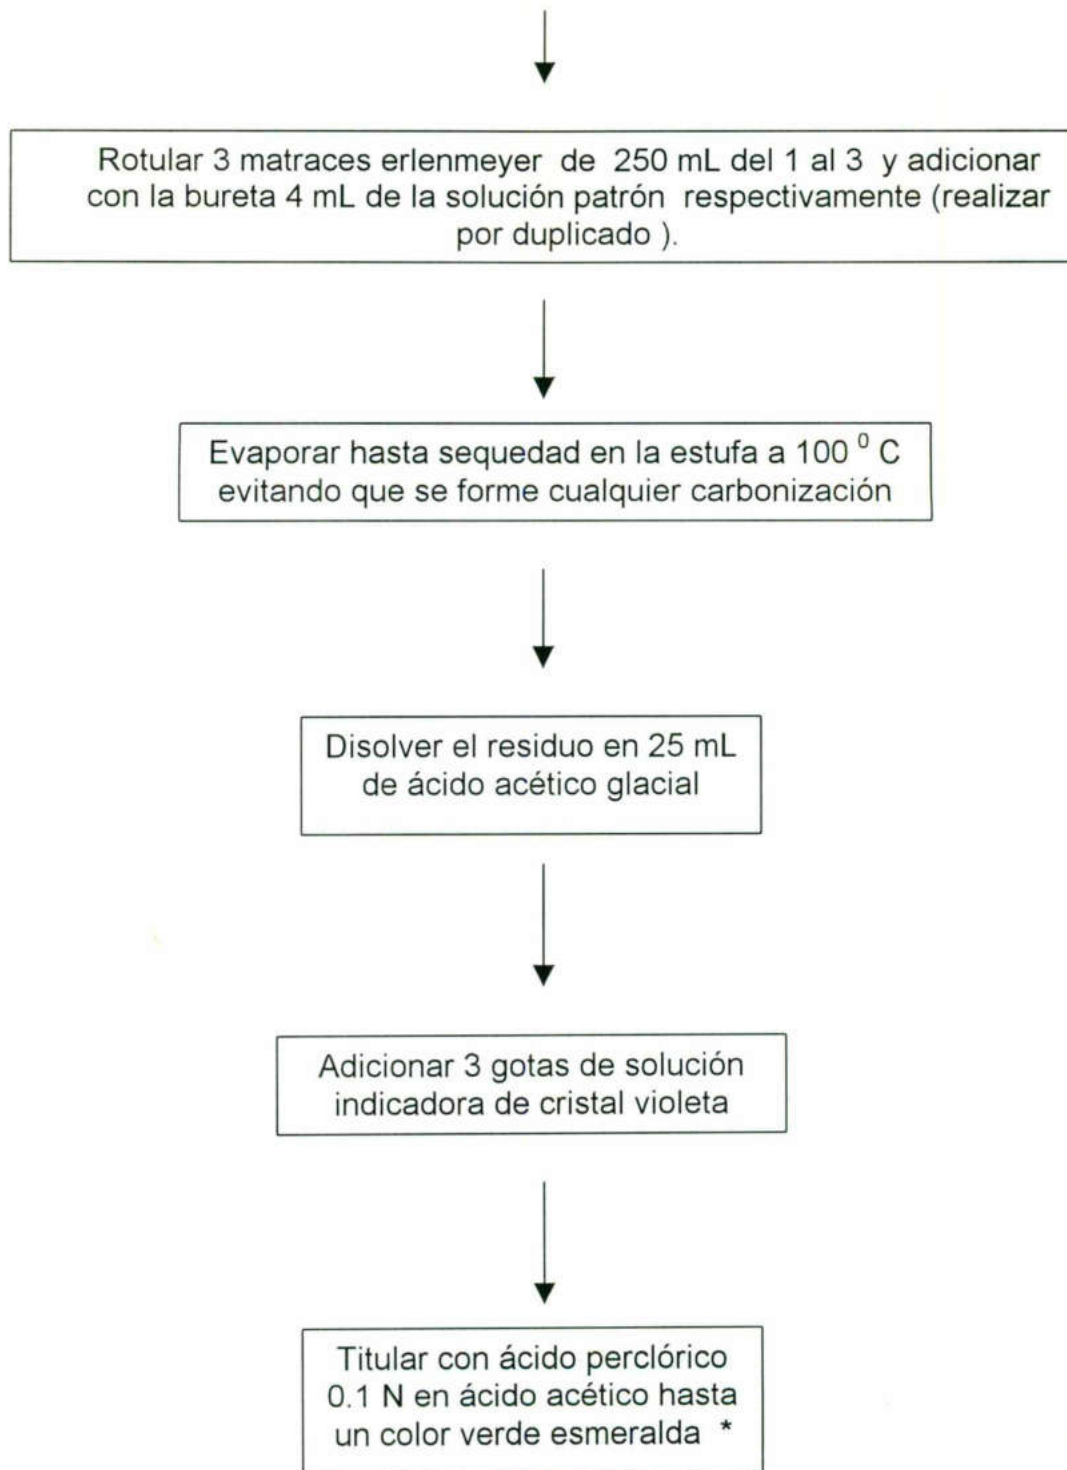 Rotular 3 matraces erlenmeyer de 250 mL del 1 al 3 y adicionar
con la bureta 4 mL de la solución patrón respectivamente (realizar
por duplicado ).
Evaporar hasta sequedad en la estufa a 100 ⁰ C
evitando que se forme cualquier carbonización
Disolver el residuo en 25 mL
de ácido acético glacial
Adicionar 3 gotas de solución
indicadora de cristal violeta
Titular con ácido perclórico
0.1 N en ácido acético hasta
un color verde esmeralda *